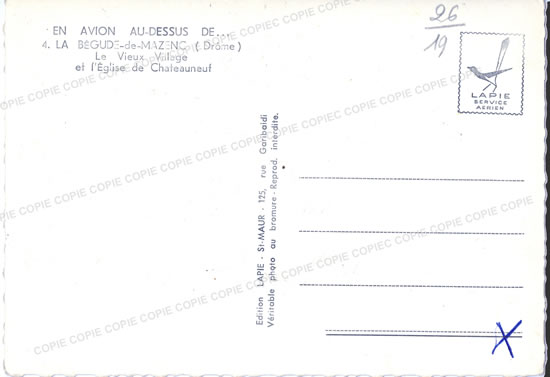 EN AVION AU-DESSUS DE...
4. LA BÉGUDE-de-MAZENC (Drôme)
Le Vieux Village
et l'Église de Chateauneuf
26
19
LAPIE
SERVICE
AÉRIEN
Edition LAPIE - St-MAUR - 125, rue Garibaldi
Véritable photo au bromure - Reprod. interdite.
X
COPIE COPIE COPIE COPIE COPIE COPIE COPIE COPIE